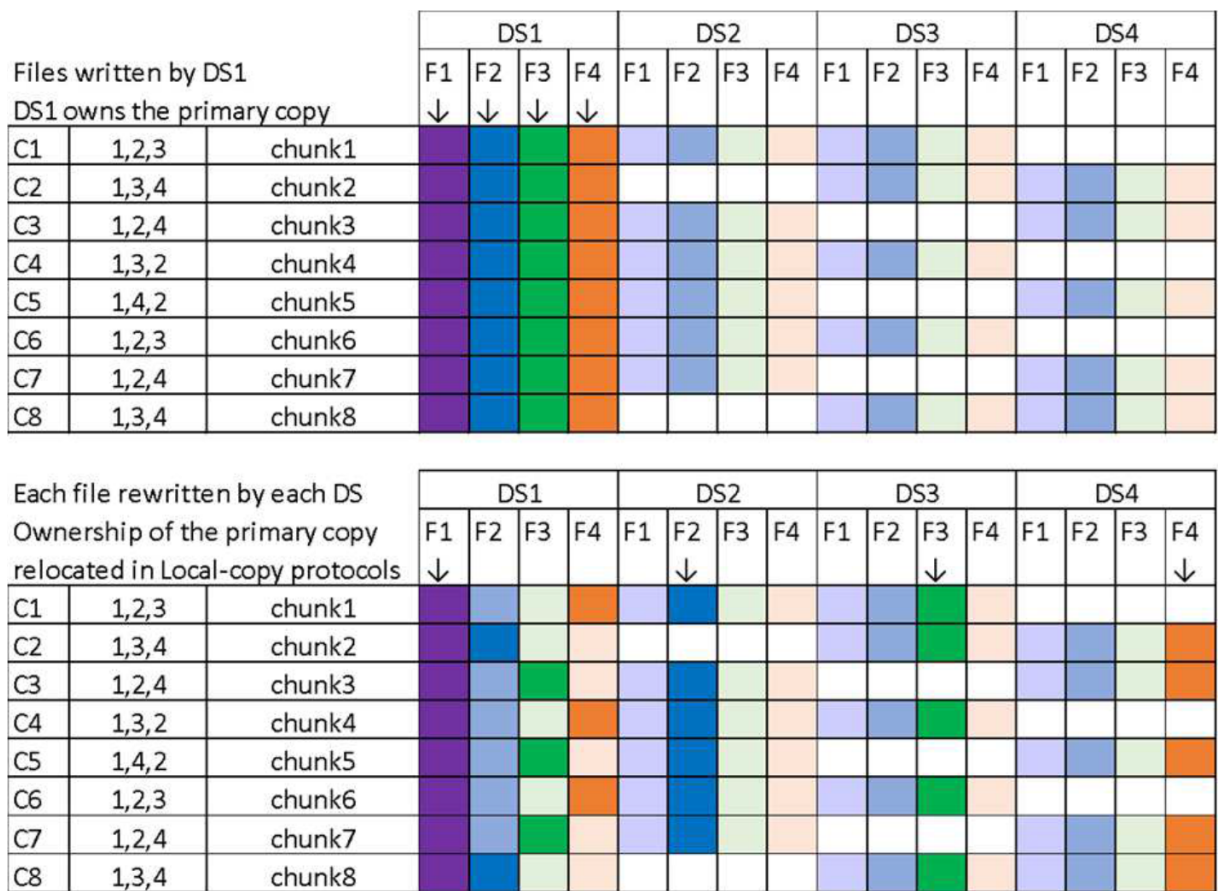 DS1 DS2 DS3 DS4
Files written by DS1 F1 F2 F3 F4 F1 F2 F3 F4 F1 F2 F3 F4 F1 F2 F3 F4
DS1 owns the primary copy ↓ ↓ ↓ ↓
C1 1,2,3 chunk1
C2 1,3,4 chunk2
C3 1,2,4 chunk3
C4 1,3,2 chunk4
C5 1,4,2 chunk5
C6 1,2,3 chunk6
C7 1,2,4 chunk7
C8 1,3,4 chunk8
Each file rewritten by each DS DS1 DS2 DS3 DS4
Ownership of the primary copy F1 F2 F3 F4 F1 F2 F3 F4 F1 F2 F3 F4 F1 F2 F3 F4
relocated in Local-copy protocols ↓ ↓ ↓ ↓
C1 1,2,3 chunk1
C2 1,3,4 chunk2
C3 1,2,4 chunk3
C4 1,3,2 chunk4
C5 1,4,2 chunk5
C6 1,2,3 chunk6
C7 1,2,4 chunk7
C8 1,3,4 chunk8